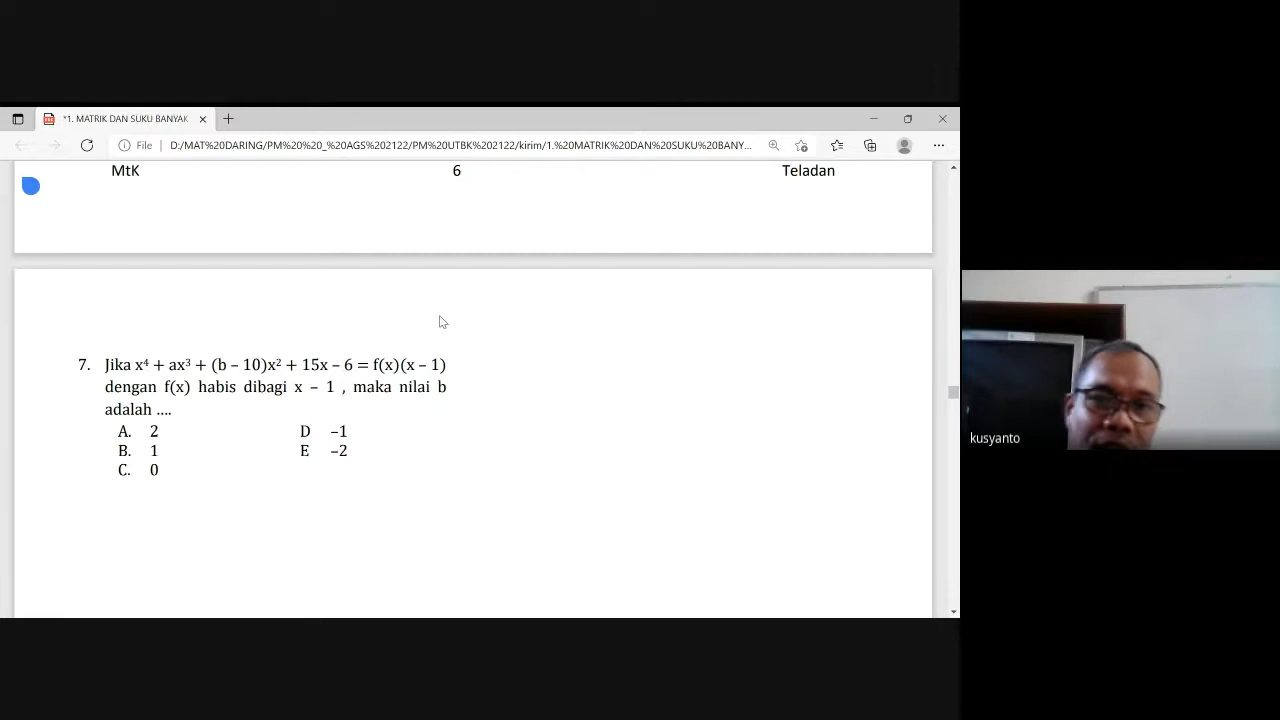 *1. MATRIK DAN SUKU BANYAK
File
D:/MAT%20DARING/PM%20%20_%20AGS%202122/PM%20UTBK%202122/kirim/1.%20MATRIK%20DAN%20SUKU%20BANY...
MtK 6 Teladan
7. Jika x⁴ + ax³ + (b – 10)x² + 15x – 6 = f(x)(x – 1)
dengan f(x) habis dibagi x – 1 , maka nilai b
adalah ....
A. 2 D –1
B. 1 E –2
C. 0
kusyanto